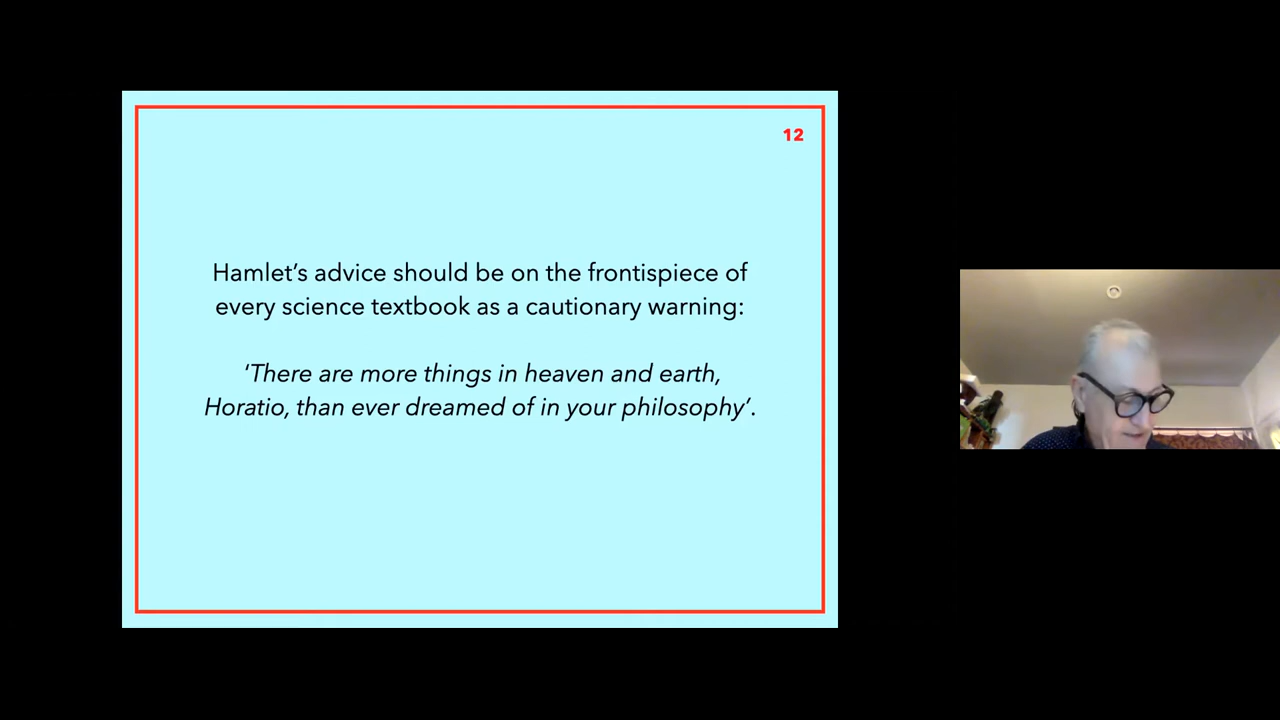 12
Hamlet’s advice should be on the frontispiece of
every science textbook as a cautionary warning:
‘There are more things in heaven and earth,
Horatio, than ever dreamed of in your philosophy’.